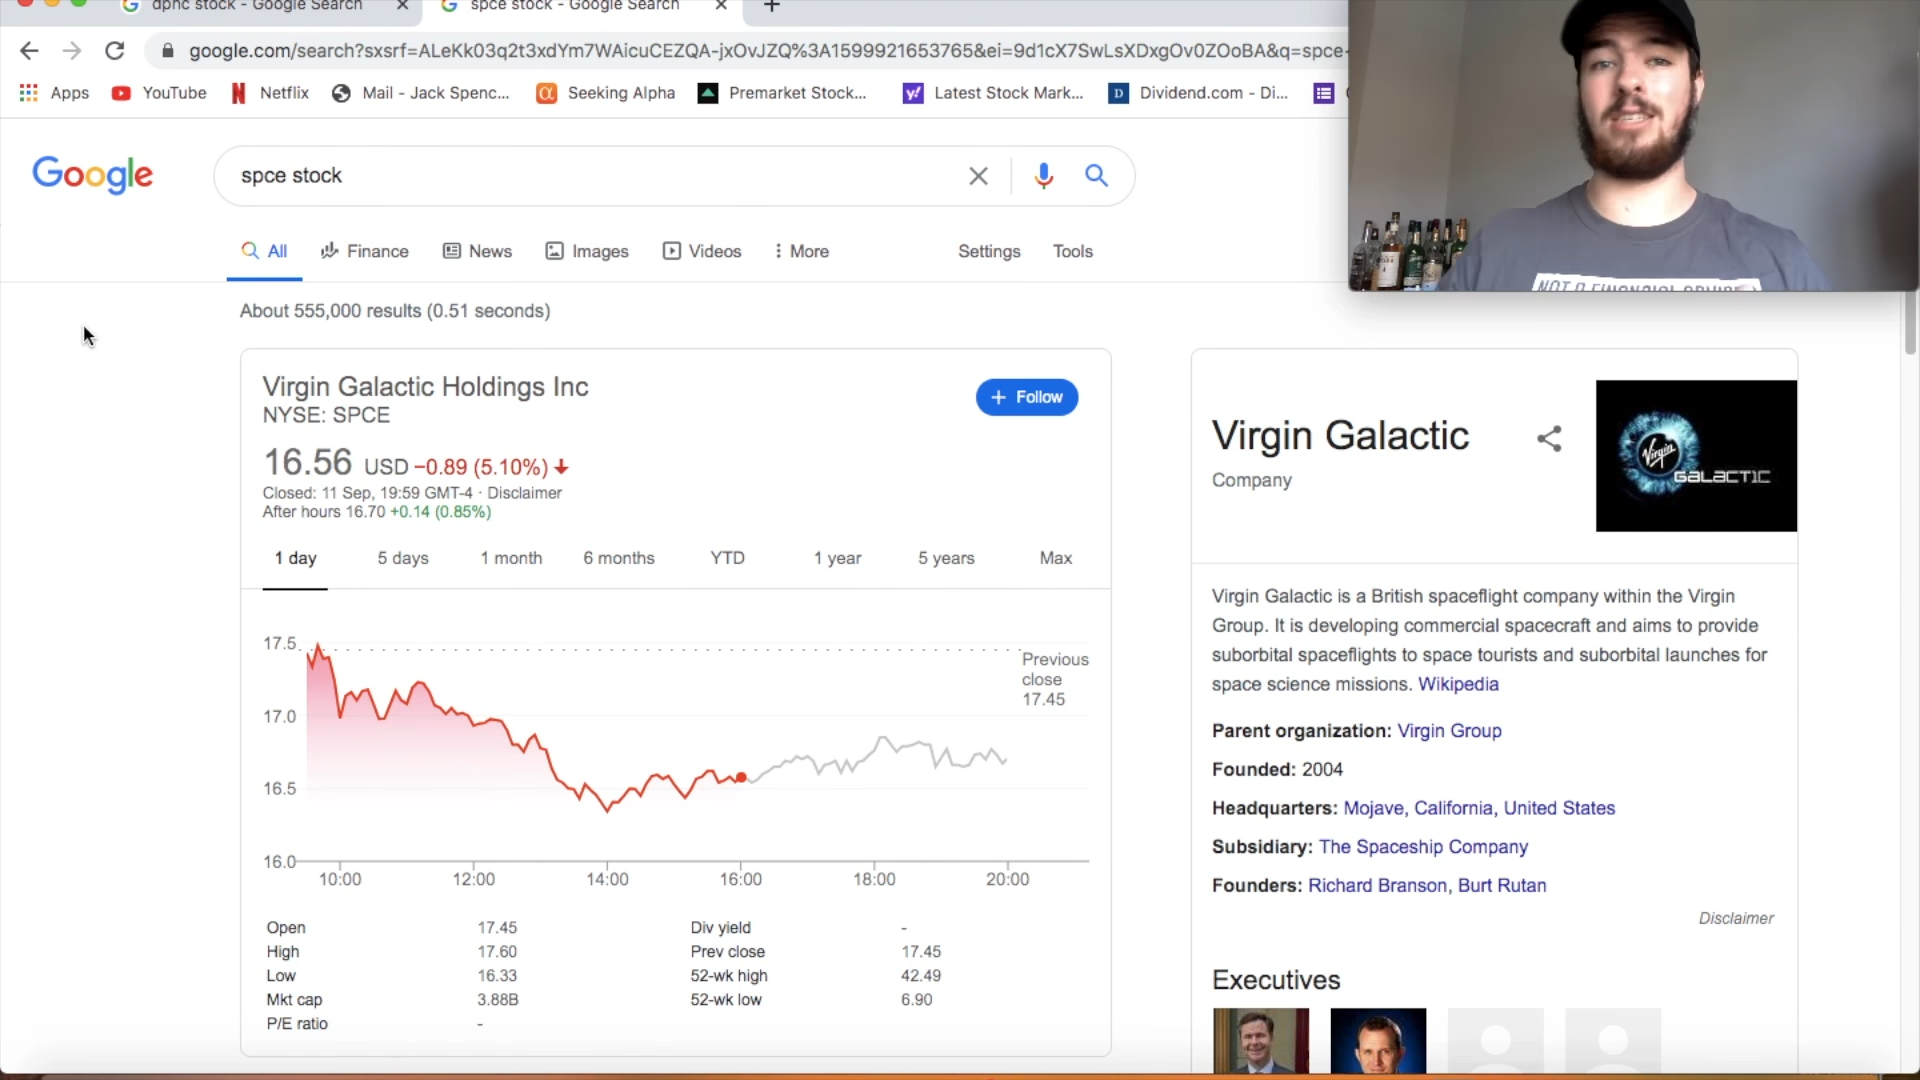 dphc stock - Google Search
spce stock - Google Search
google.com/search?sxsrf=ALeKk03q2t3xdYm7WAicuCEZQA-jxOvJZQ%3A1599921653765&ei=9d1cX7SwLsXDxgOv0ZOoBA&q=spce-
Apps YouTube Netflix Mail - Jack Spenc... Seeking Alpha Premarket Stock... Latest Stock Mark... Dividend.com - Di...
Google
spce stock
All Finance News Images Videos More Settings Tools
NOT A FINANCIAL ADVISOR
About 555,000 results (0.51 seconds)
Virgin Galactic Holdings Inc
NYSE: SPCE
+ Follow
16.56 USD −0.89 (5.10%)
Closed: 11 Sep, 19:59 GMT-4 · Disclaimer
After hours 16.70 +0.14 (0.85%)
1 day 5 days 1 month 6 months YTD 1 year 5 years Max
17.5
17.0
16.5
16.0
Previous
close
17.45
10:00 12:00 14:00 16:00 18:00 20:00
Open 17.45 Div yield -
High 17.60 Prev close 17.45
Low 16.33 52-wk high 42.49
Mkt cap 3.88B 52-wk low 6.90
P/E ratio -
Virgin Galactic
Company
Virgin
GALACTIC
Virgin Galactic is a British spaceflight company within the Virgin
Group. It is developing commercial spacecraft and aims to provide
suborbital spaceflights to space tourists and suborbital launches for
space science missions. Wikipedia
Parent organization: Virgin Group
Founded: 2004
Headquarters: Mojave, California, United States
Subsidiary: The Spaceship Company
Founders: Richard Branson, Burt Rutan
Disclaimer
Executives